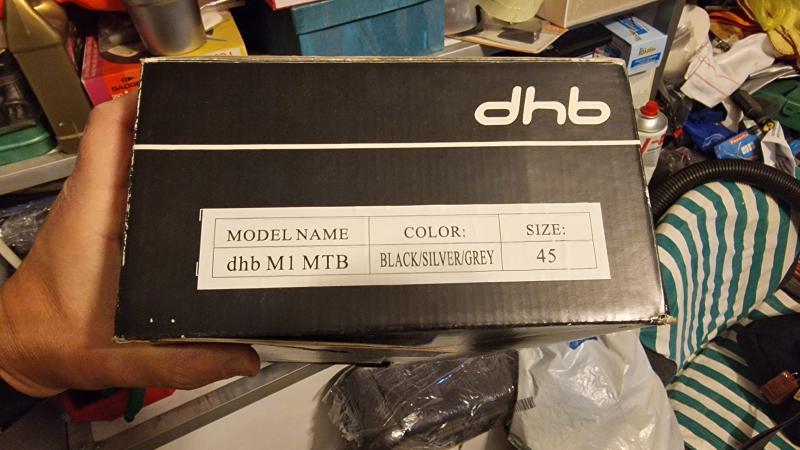 dhb
MODEL NAME COLOR: SIZE:
dhb M1 MTB BLACK/SILVER/GREY 45